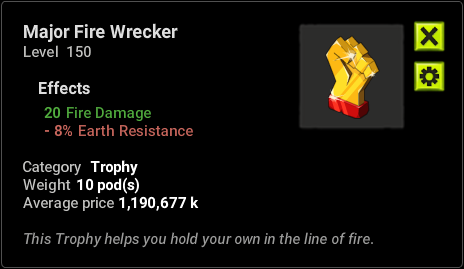 Major Fire Wrecker
Level 150
Effects
20 Fire Damage
- 8% Earth Resistance
Category Trophy
Weight 10 pod(s)
Average price 1,190,677 k
This Trophy helps you hold your own in the line of fire.